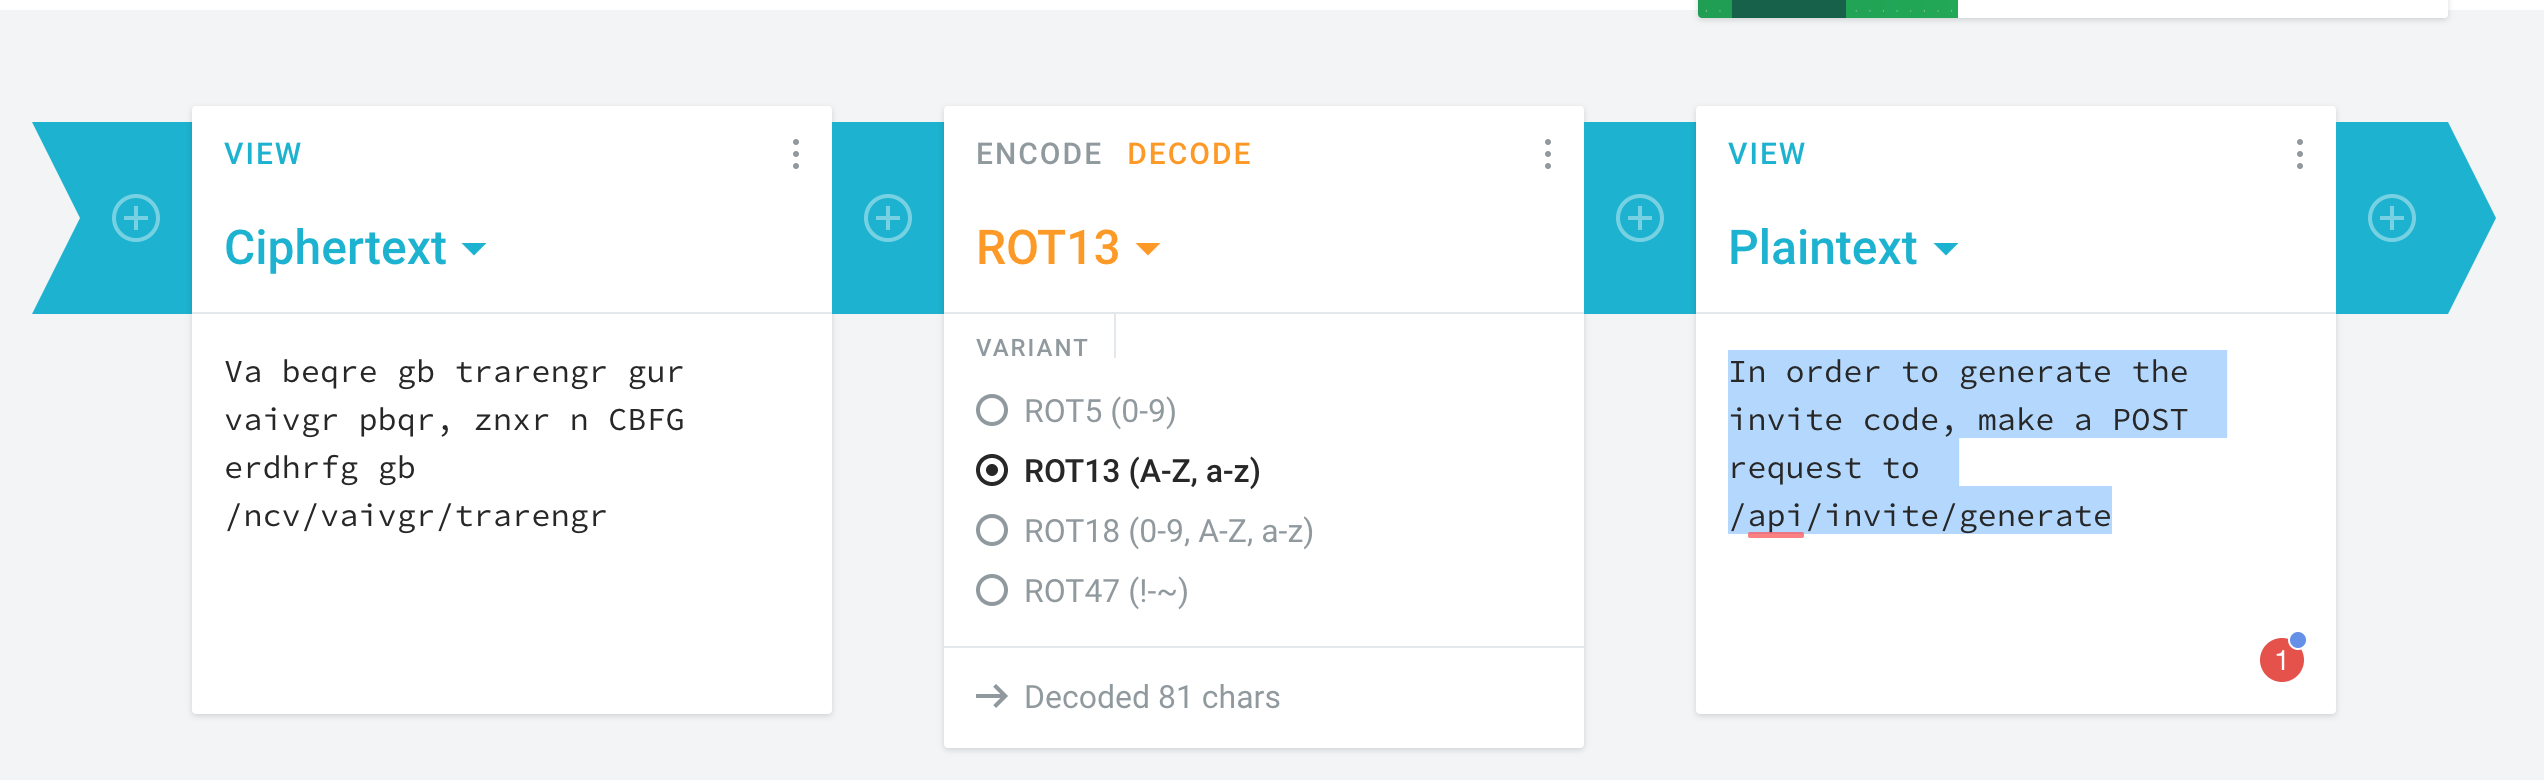 VIEW
Ciphertext
Va beqre gb trarengr gur
vaivgr pbqr, znxr n CBFG
erdhrfg gb
/ncv/vaivgr/trarengr
ENCODE DECODE
ROT13
VARIANT
ROT5 (0-9)
ROT13 (A-Z, a-z)
ROT18 (0-9, A-Z, a-z)
ROT47 (!-~)
→ Decoded 81 chars
VIEW
Plaintext
In order to generate the
invite code, make a POST
request to
/api/invite/generate
1